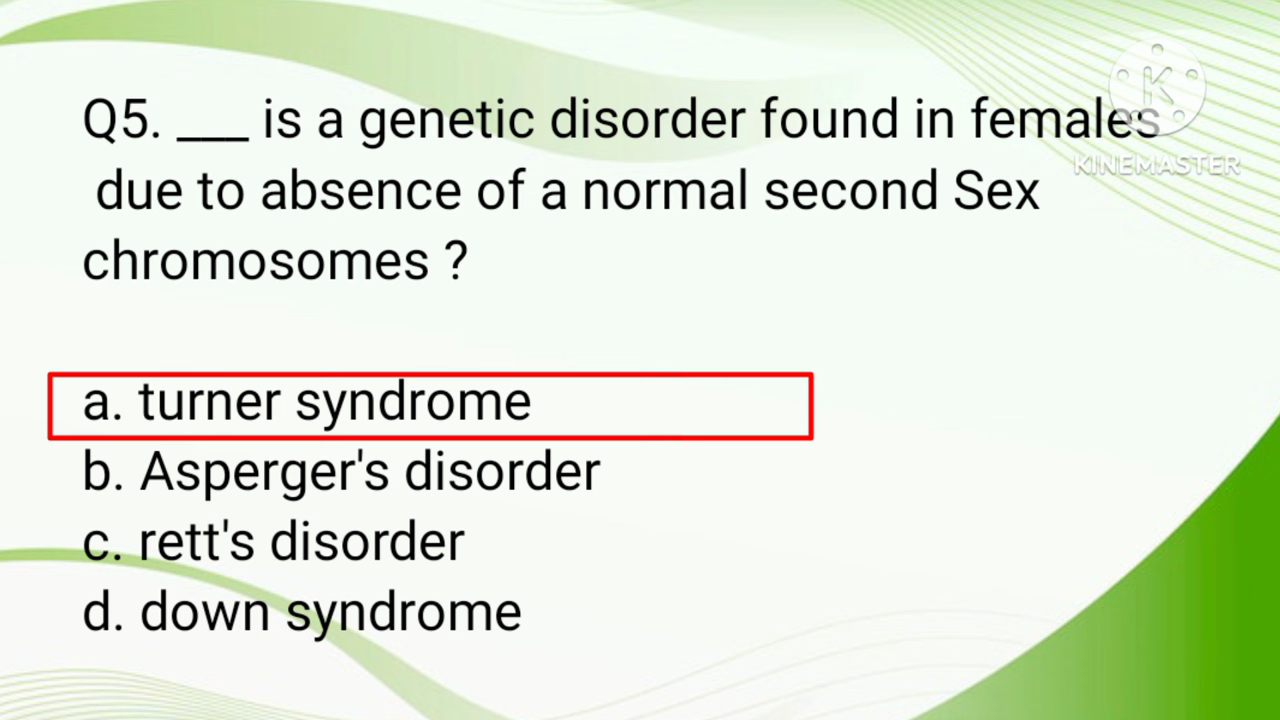 Q5. ___ is a genetic disorder found in females
due to absence of a normal second Sex
chromosomes ?
a. turner syndrome
b. Asperger's disorder
c. rett's disorder
d. down syndrome
K
KINEMASTER